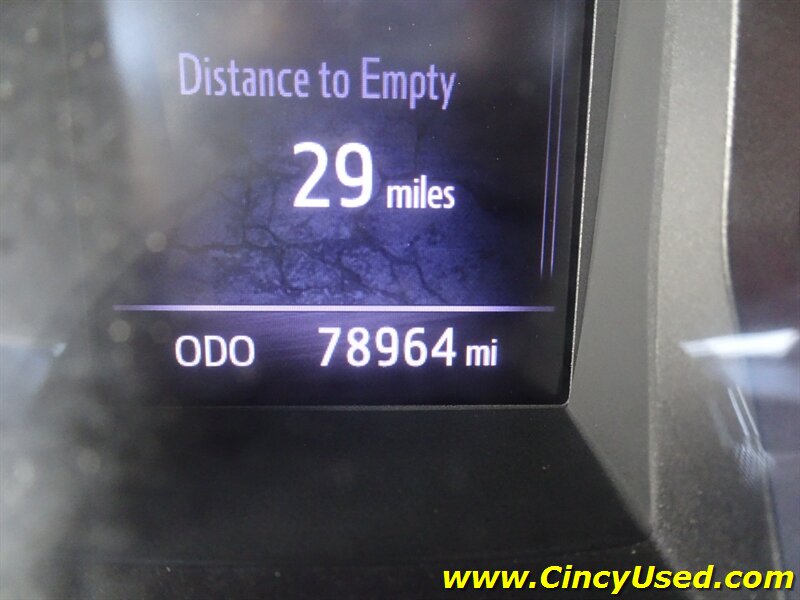 Distance to Empty
29 miles
ODO 78964 mi
www.CincyUsed.com